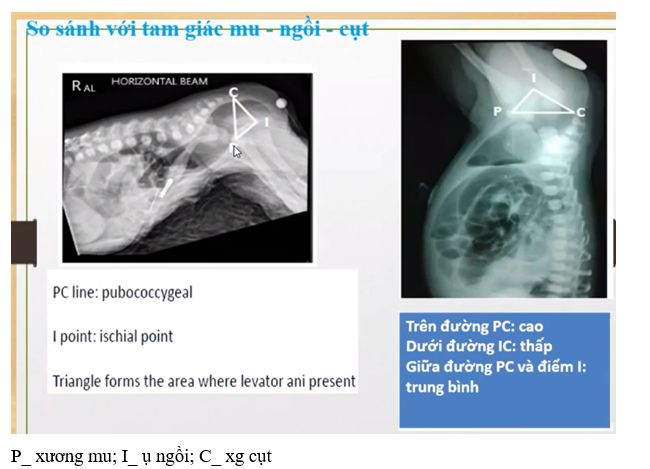 So sánh với tam giác mu - ngồi - cụt
R AL HORIZONTAL BEAM
C
I
I
P
C
PC line: pubococcygeal
I point: ischial point
Triangle forms the area where levator ani present
Trên đường PC: cao
Dưới đường IC: thấp
Giữa đường PC và điểm I:
trung bình
P_ xương mu; I_ ụ ngồi; C_ xg cụt